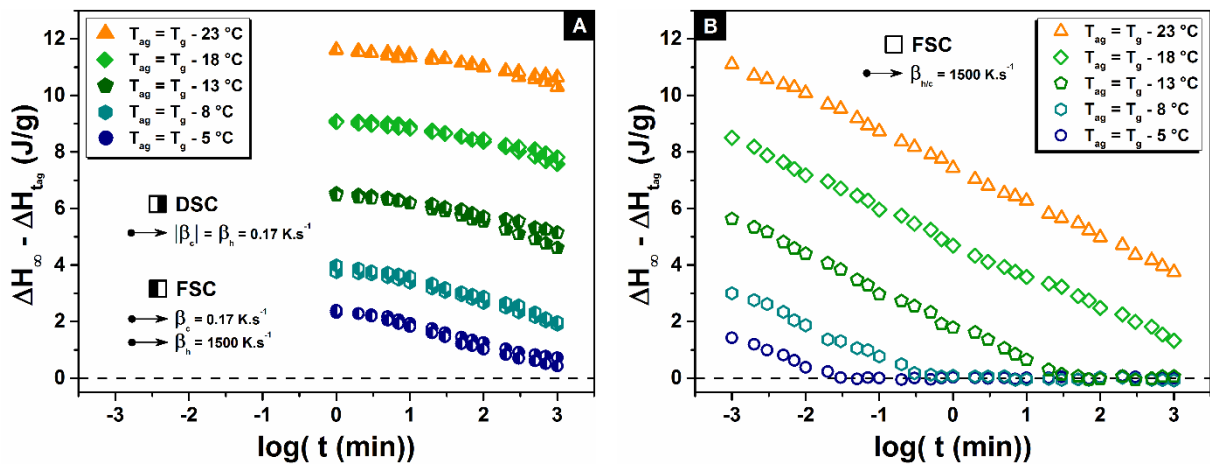 A
T_ag = T_g - 23 °C
T_ag = T_g - 18 °C
T_ag = T_g - 13 °C
T_ag = T_g - 8 °C
T_ag = T_g - 5 °C
DSC
|β_c| = β_h = 0.17 K.s⁻¹
FSC
β_c = 0.17 K.s⁻¹
β_h = 1500 K.s⁻¹
ΔH_∞ - ΔH_t_ag (J/g)
12
10
8
6
4
2
0
-3 -2 -1 0 1 2 3
log( t (min))
B
FSC
β_h/c = 1500 K.s⁻¹
T_ag = T_g - 23 °C
T_ag = T_g - 18 °C
T_ag = T_g - 13 °C
T_ag = T_g - 8 °C
T_ag = T_g - 5 °C
ΔH_∞ - ΔH_t_ag (J/g)
12
10
8
6
4
2
0
-3 -2 -1 0 1 2 3
log( t (min))